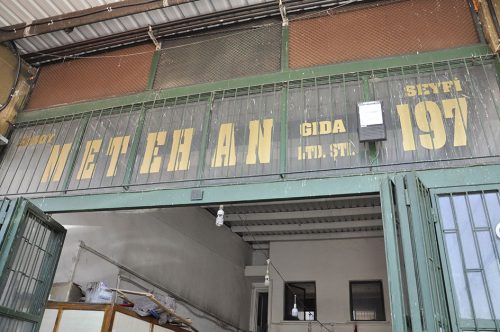 METEHAN
GIDA
LTD. ŞTİ.
SEYFİ
197